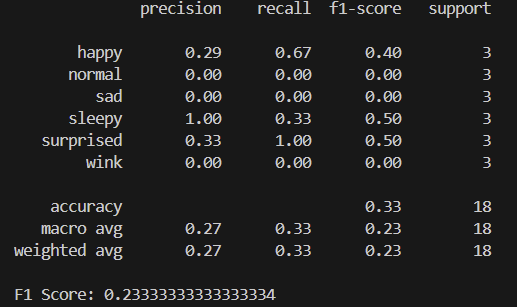 precision recall f1-score support
happy 0.29 0.67 0.40 3
normal 0.00 0.00 0.00 3
sad 0.00 0.00 0.00 3
sleepy 1.00 0.33 0.50 3
surprised 0.33 1.00 0.50 3
wink 0.00 0.00 0.00 3
accuracy 0.33 18
macro avg 0.27 0.33 0.23 18
weighted avg 0.27 0.33 0.23 18
F1 Score: 0.23333333333333334